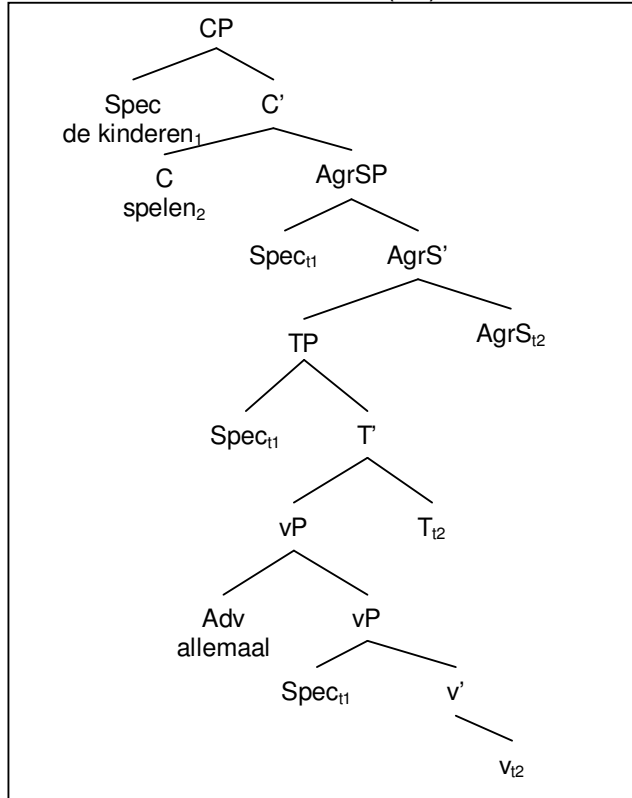 CP
Spec C’
de kinderen₁
C AgrSP
spelen₂
Specₜ₁ AgrS’
TP AgrSₜ₂
Specₜ₁ T’
vP Tₜ₂
Adv vP
allemaal
Specₜ₁ v’
vₜ₂